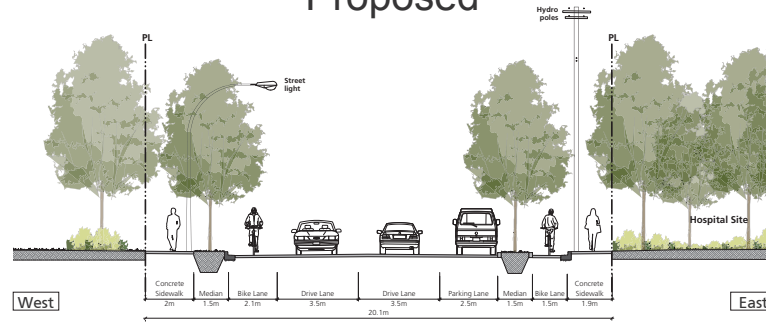 Proposed
PL
Hydro
poles
PL
Street
light
Hospital Site
Concrete
Sidewalk
2m
Median
1.5m
Bike Lane
2.1m
Drive Lane
3.5m
Drive Lane
3.5m
Parking Lane
2.5m
Median
1.5m
Bike Lane
1.5m
Concrete
Sidewalk
1.9m
20.1m
West
East